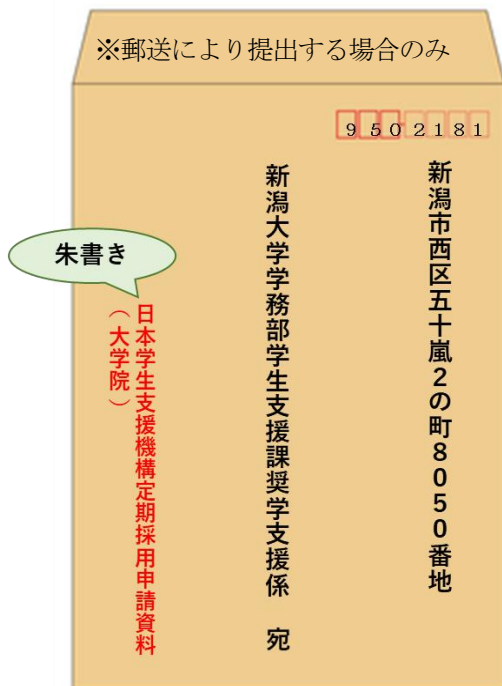 ※郵送により提出する場合のみ
9502181
新潟市西区五十嵐2の町8050番地
新潟大学学務部学生支援課奨学支援係　宛
朱書き
日本学生支援機構定期採用申請資料
（大学院）